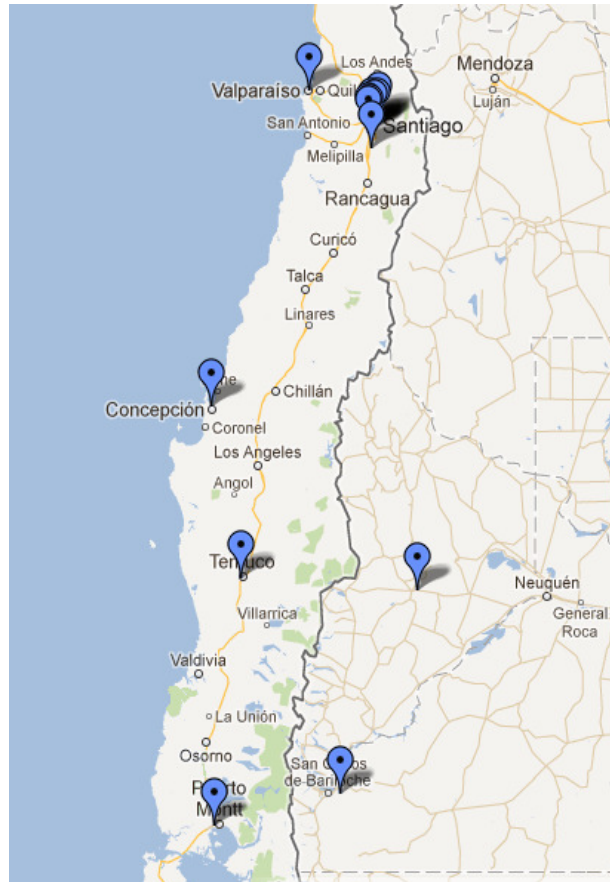 Los Andes
Mendoza
Valparaíso
Luján
San Antonio
Santiago
Melipilla
Rancagua
Curicó
Talca
Linares
Chillán
Concepción
Coronel
Los Angeles
Angol
Neuquén
General
Roca
Villarrica
Valdivia
La Unión
Osorno
de Bariloche
Montt